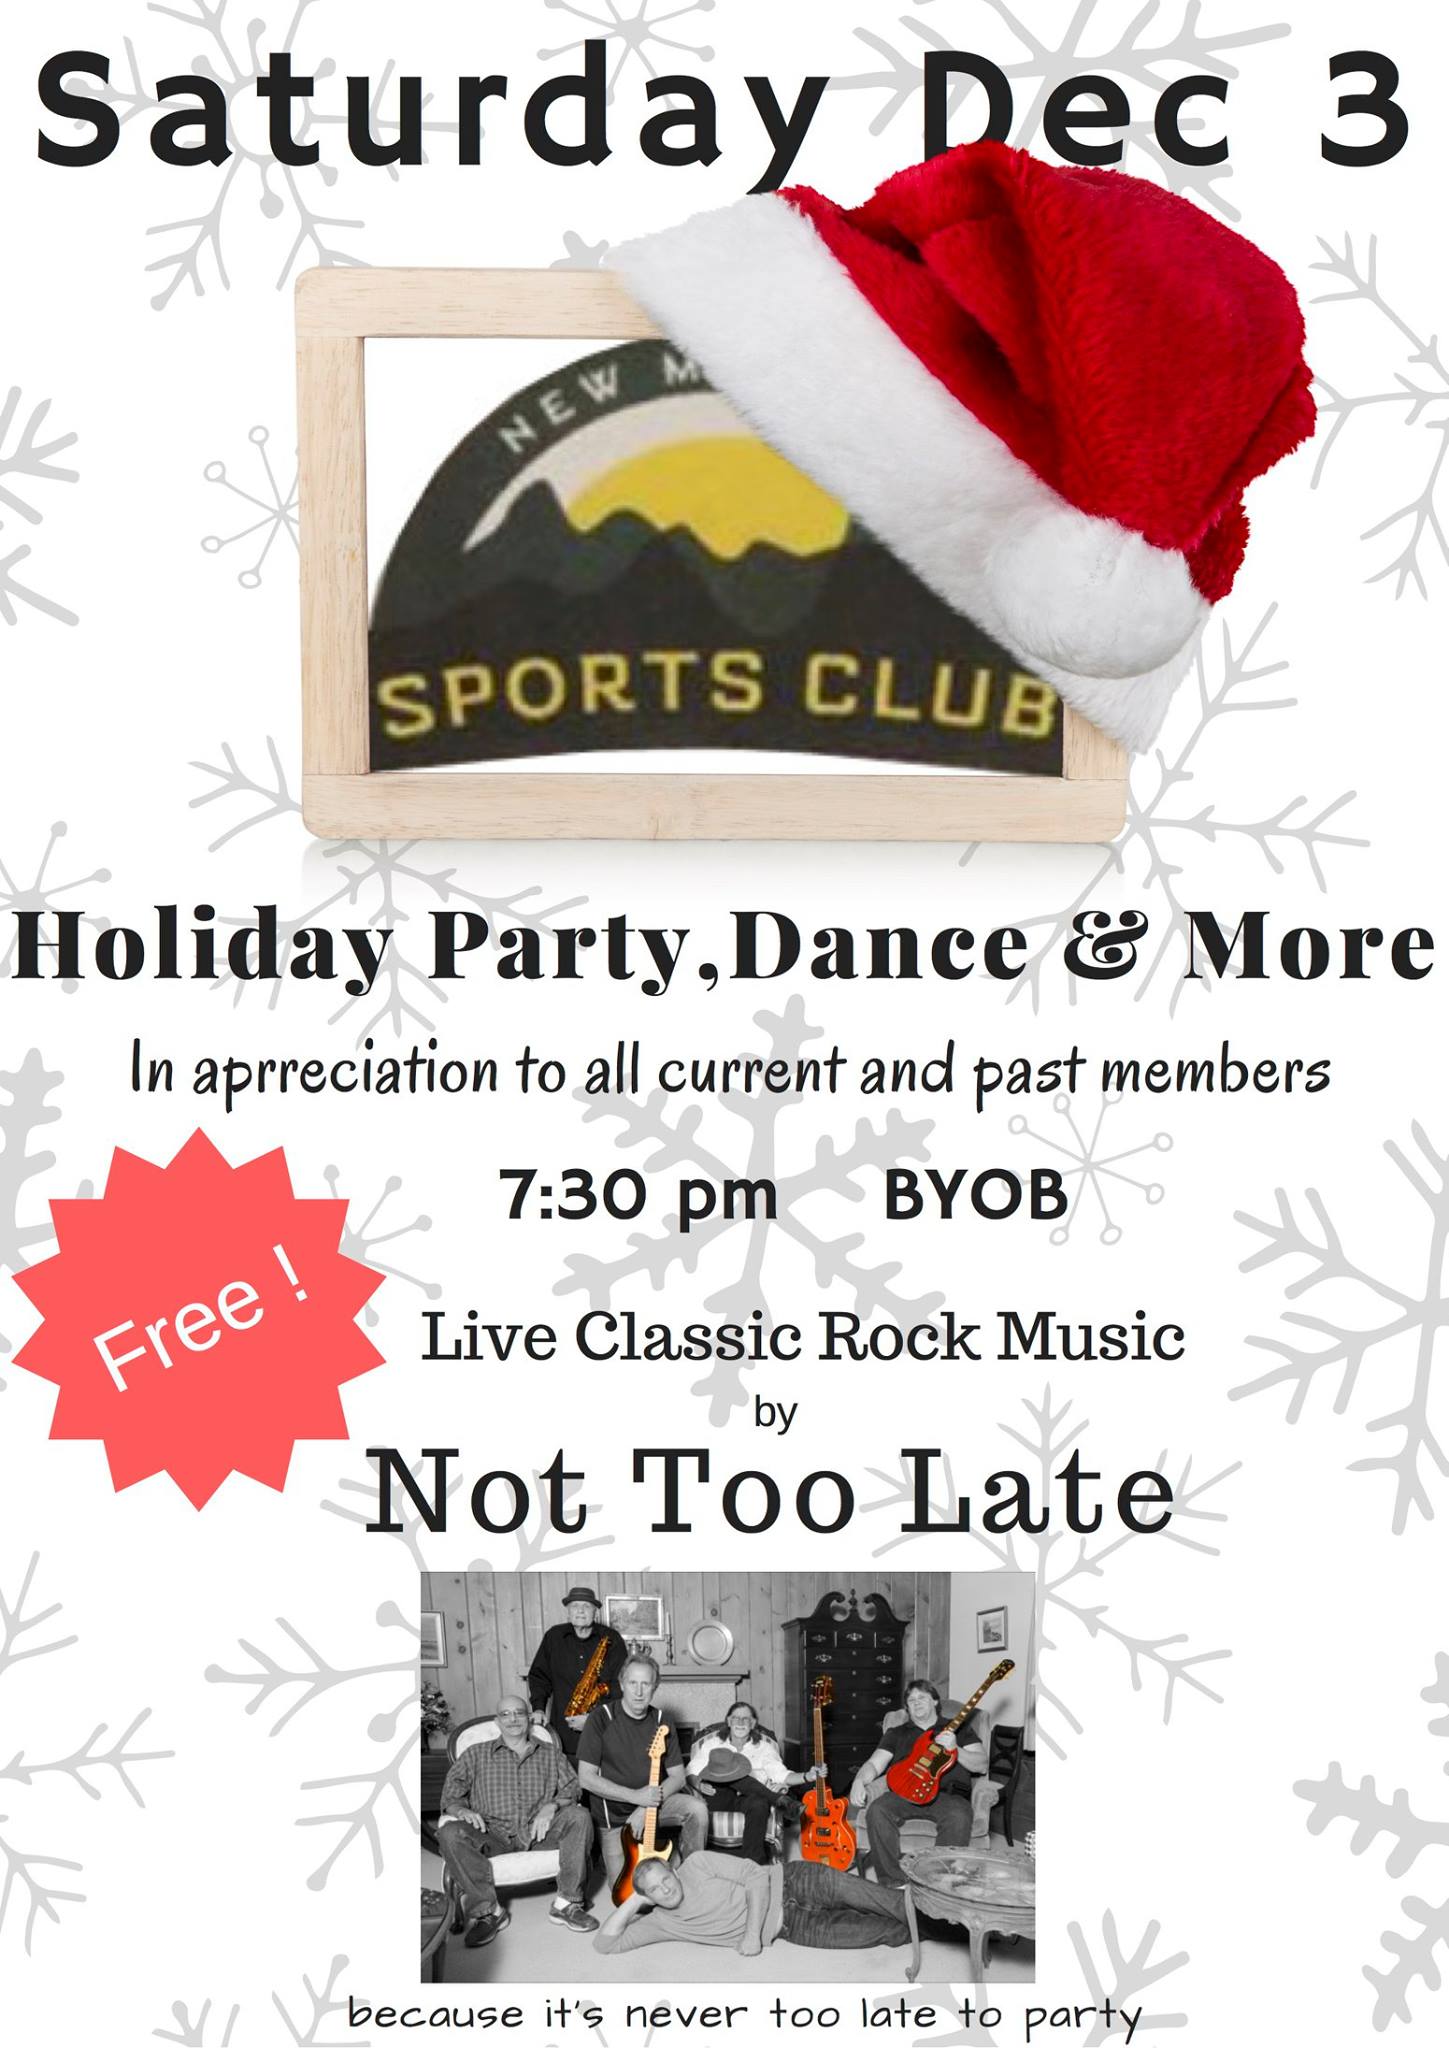 Saturday Dec 3
NEW M
SPORTS CLUB
Holiday Party,Dance & More
In aprreciation to all current and past members
7:30 pm BYOB
Free !
Live Classic Rock Music
by
Not Too Late
because it's never too late to party